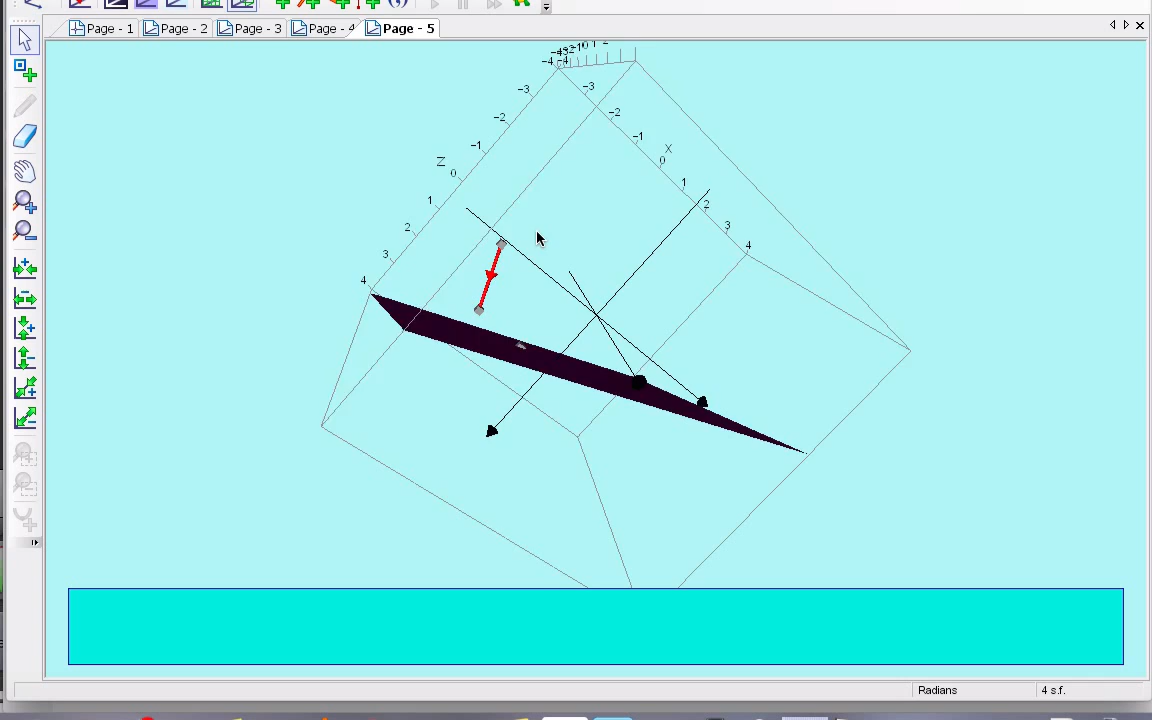 Page - 1 Page - 2 Page - 3 Page - 4 Page - 5
-4 -4
-3 -3
-2 -2
-1 -1
Z 0 X 0
1 1
2 2
3 3
4 4
Radians 4 s.f.